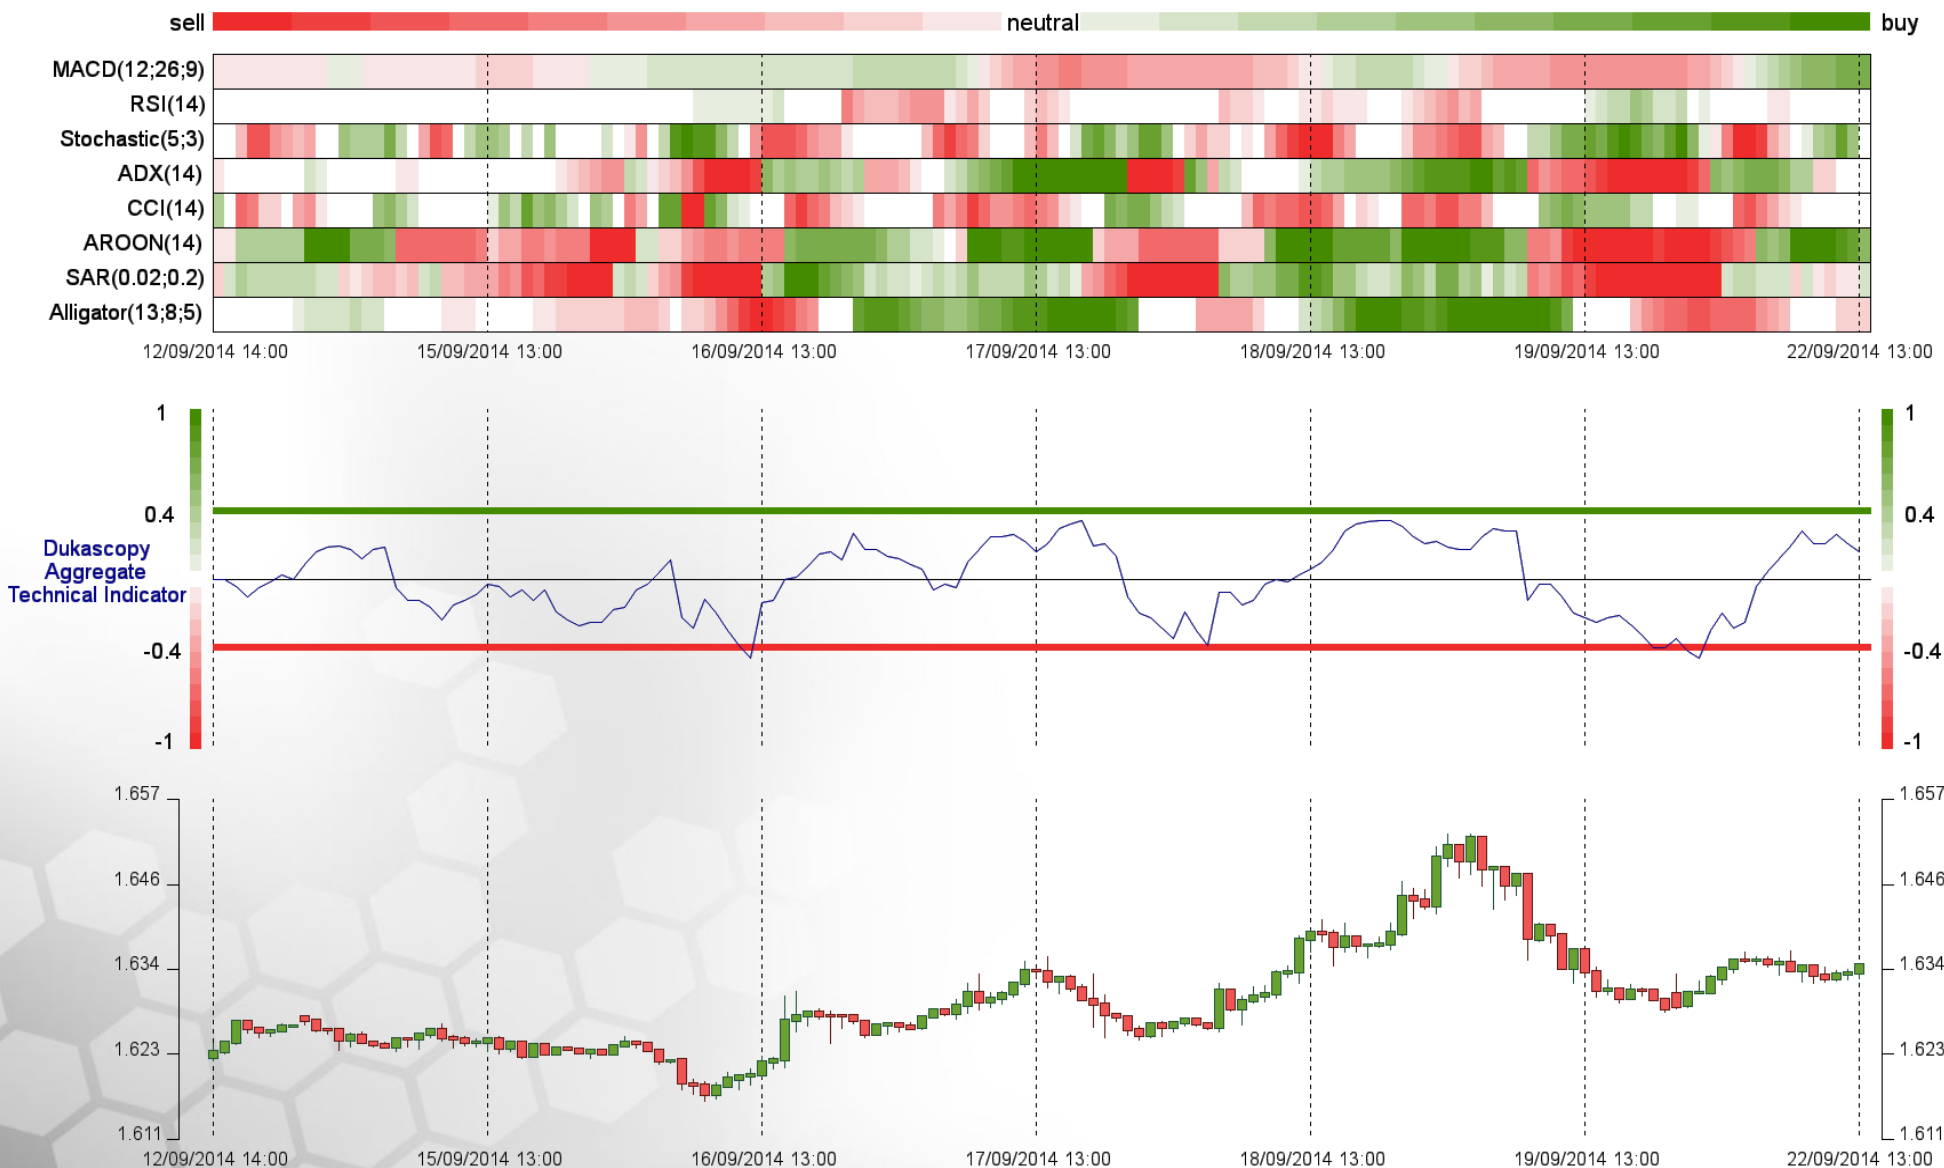 sell neutral buy
MACD(12;26;9)
RSI(14)
Stochastic(5;3)
ADX(14)
CCI(14)
AROON(14)
SAR(0.02;0.2)
Alligator(13;8;5)
12/09/2014 14:00 15/09/2014 13:00 16/09/2014 13:00 17/09/2014 13:00 18/09/2014 13:00 19/09/2014 13:00 22/09/2014 13:00
1 1
0.4 0.4
Dukascopy
Aggregate
Technical Indicator
-0.4 -0.4
-1 -1
1.657 1.657
1.646 1.646
1.634 1.634
1.623 1.623
1.611 1.611
12/09/2014 14:00 15/09/2014 13:00 16/09/2014 13:00 17/09/2014 13:00 18/09/2014 13:00 19/09/2014 13:00 22/09/2014 13:00